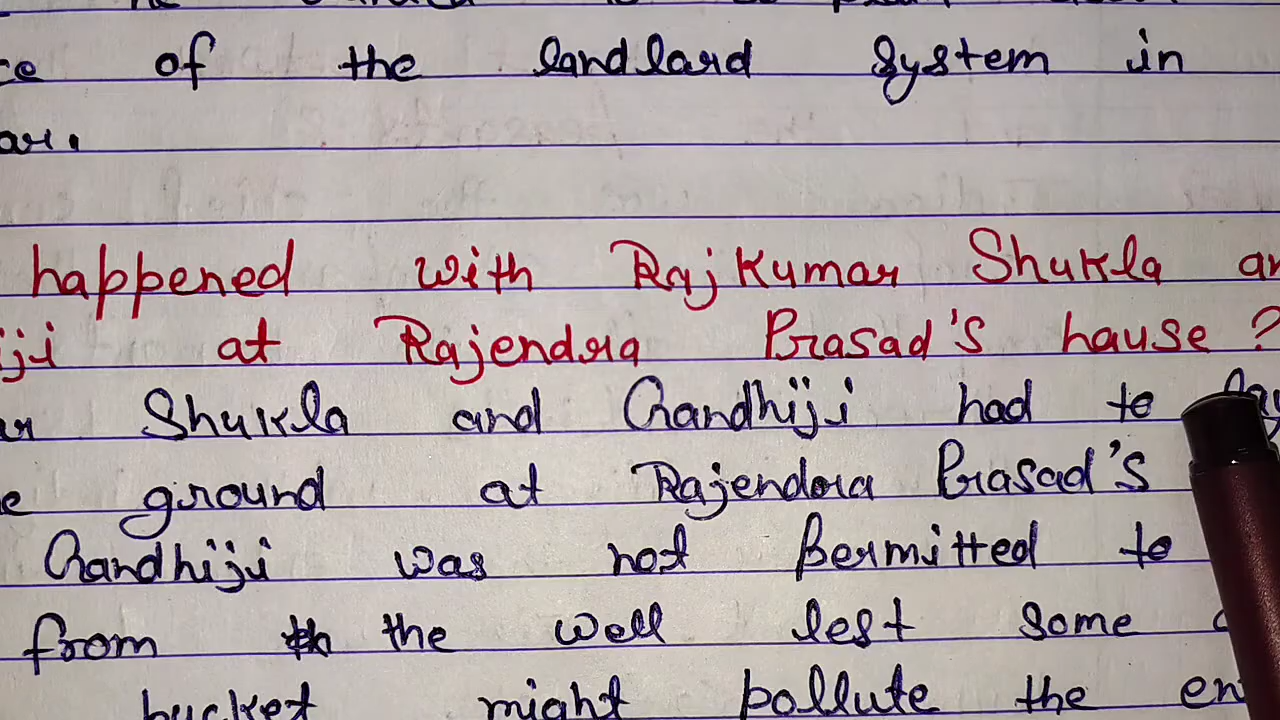 of the landlard system in
happened with Rajkumar Shukla
at Rajendra Prasad's hause?
Shukla and Gandhiji had to
ground at Rajendra Prasad's
Gandhiji was not Permitted to
from the well lest some
bucket might pollute the